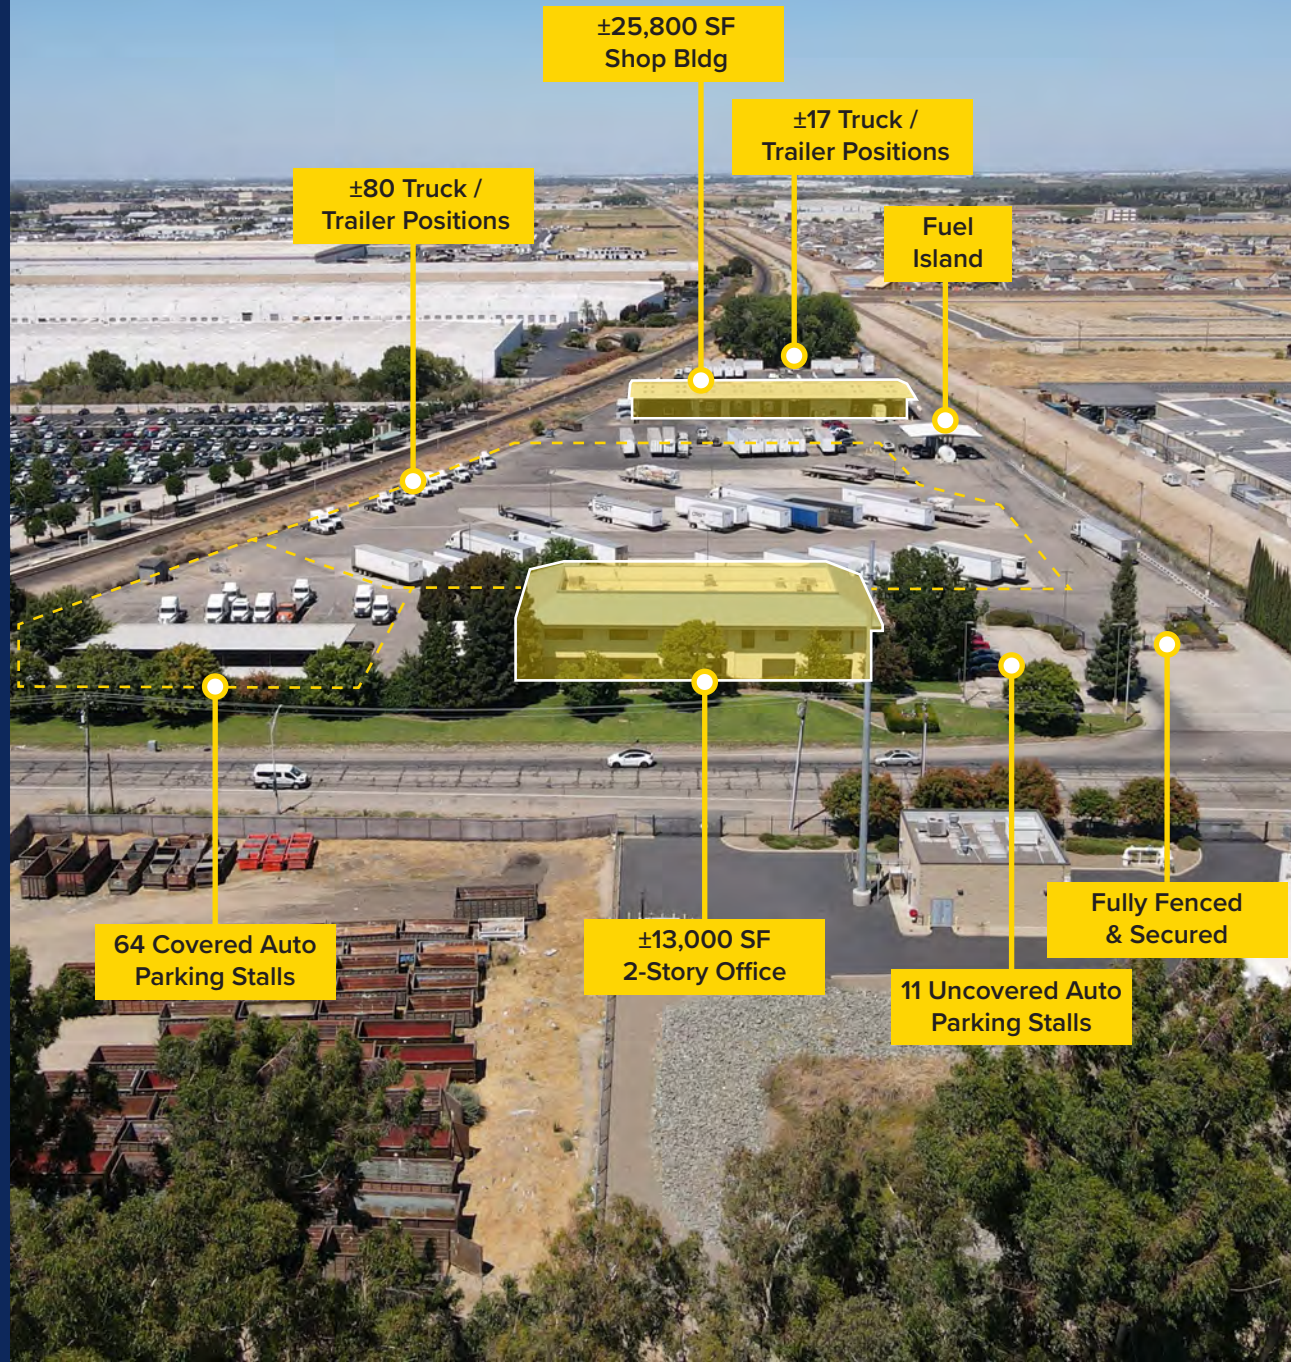 ±25,800 SF
Shop Bldg
±17 Truck /
Trailer Positions
±80 Truck /
Trailer Positions
Fuel
Island
64 Covered Auto
Parking Stalls
±13,000 SF
2-Story Office
11 Uncovered Auto
Parking Stalls
Fully Fenced
& Secured